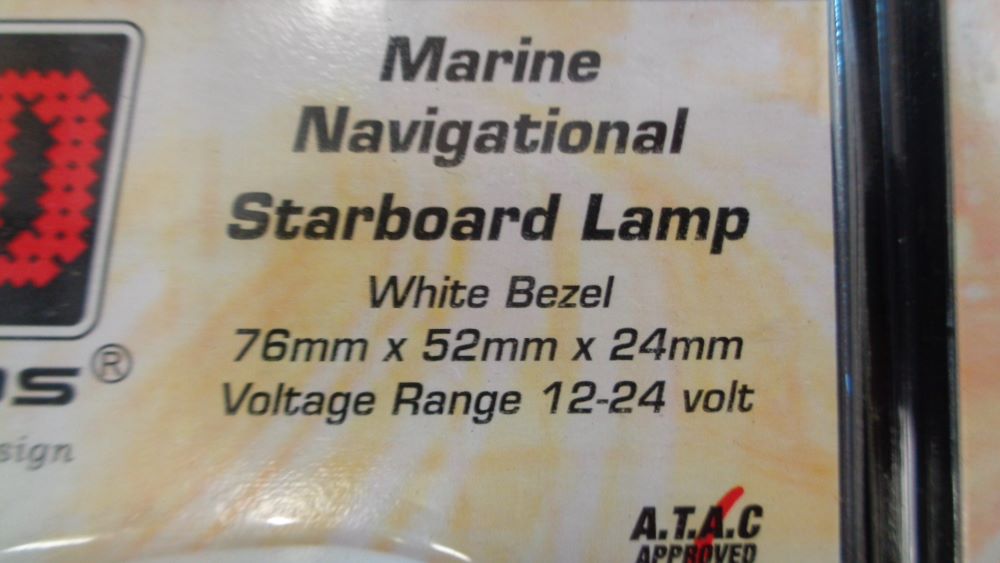 Marine
Navigational
Starboard Lamp
White Bezel
76mm x 52mm x 24mm
Voltage Range 12-24 volt
A.T.A.C
APPROVED